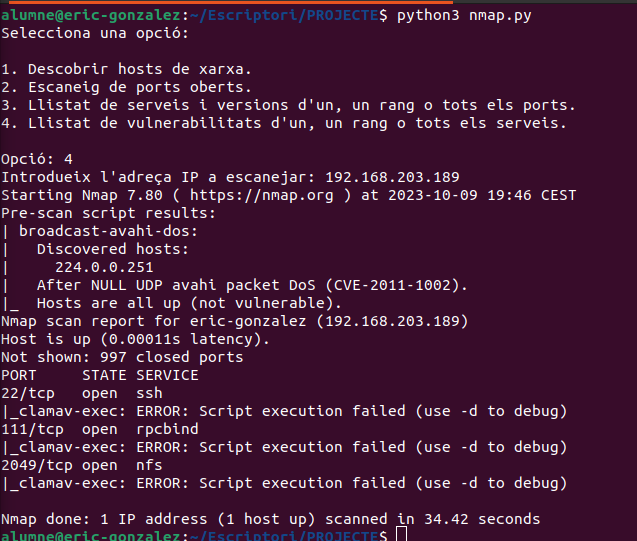 alumne@eric-gonzalez:~/Escriptori/PROJECTE$ python3 nmap.py
Selecciona una opció:

1. Descobrir hosts de xarxa.
2. Escaneig de ports oberts.
3. Llistat de serveis i versions d'un, un rang o tots els ports.
4. Llistat de vulnerabilitats d'un, un rang o tots els serveis.

Opció: 4
Introdueix l'adreça IP a escanejar: 192.168.203.189
Starting Nmap 7.80 ( https://nmap.org ) at 2023-10-09 19:46 CEST
Pre-scan script results:
| broadcast-avahi-dos:
|   Discovered hosts:
|     224.0.0.251
|   After NULL UDP avahi packet DoS (CVE-2011-1002).
|_  Hosts are all up (not vulnerable).
Nmap scan report for eric-gonzalez (192.168.203.189)
Host is up (0.00011s latency).
Not shown: 997 closed ports
PORT     STATE SERVICE
22/tcp   open  ssh
|_clamav-exec: ERROR: Script execution failed (use -d to debug)
111/tcp  open  rpcbind
|_clamav-exec: ERROR: Script execution failed (use -d to debug)
2049/tcp open  nfs
|_clamav-exec: ERROR: Script execution failed (use -d to debug)

Nmap done: 1 IP address (1 host up) scanned in 34.42 seconds
alumne@eric-gonzalez:~/Escriptori/PROJECTE$